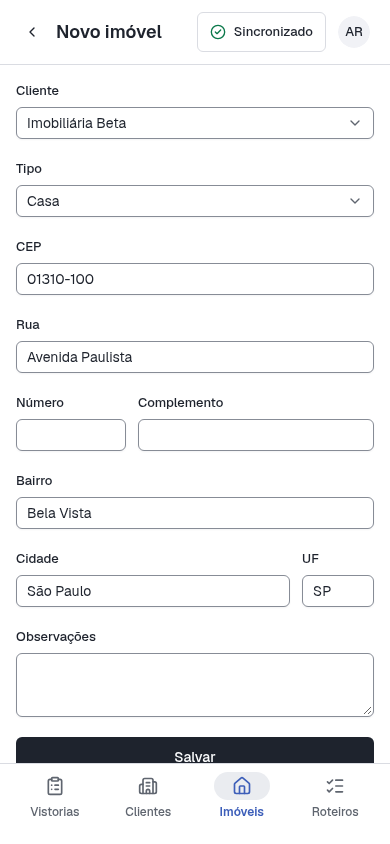 Novo imóvel
Sincronizado
AR
Cliente
Imobiliária Beta
Tipo
Casa
CEP
01310-100
Rua
Avenida Paulista
Número Complemento
Bairro
Bela Vista
Cidade UF
São Paulo SP
Observações
Salvar
Vistorias Clientes Imóveis Roteiros